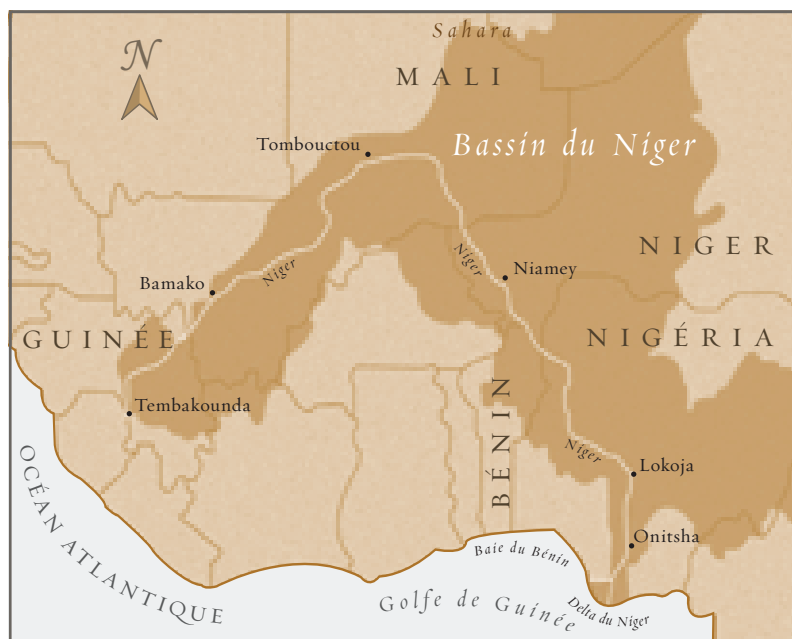 Sahara
N
MALI
Tombouctou
Bassin du Niger
NIGER
Niger
Niger
Niamey
Bamako
GUINÉE
NIGÉRIA
Tembakounda
BÉNIN
Niger
Lokoja
OCÉAN ATLANTIQUE
Onitsha
Baie du Bénin
Golfe de Guinée
Delta du Niger